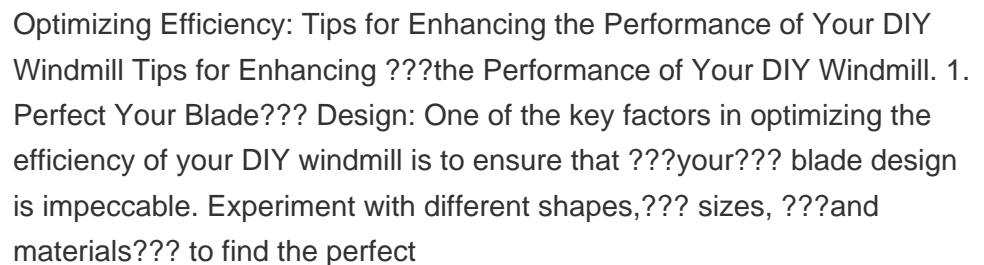 Optimizing Efficiency: Tips for Enhancing the Performance of Your DIY
Windmill Tips for Enhancing ???the Performance of Your DIY Windmill. 1.
Perfect Your Blade??? Design: One of the key factors in optimizing the
efficiency of your DIY windmill is to ensure that ???your??? blade design
is impeccable. Experiment with different shapes,??? sizes, ???and
materials??? to find the perfect